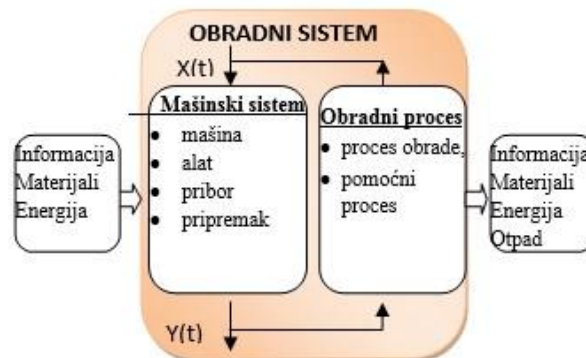 OBRADNI SISTEM
X(t)
Mašinski sistem
• mašina
• alat
• pribor
• pripremak
Obradni proces
• proces obrade,
• pomoćni
proces
Informacija
Materijali
Energija
Informacija
Materijali
Energija
Otpad
Y(t)